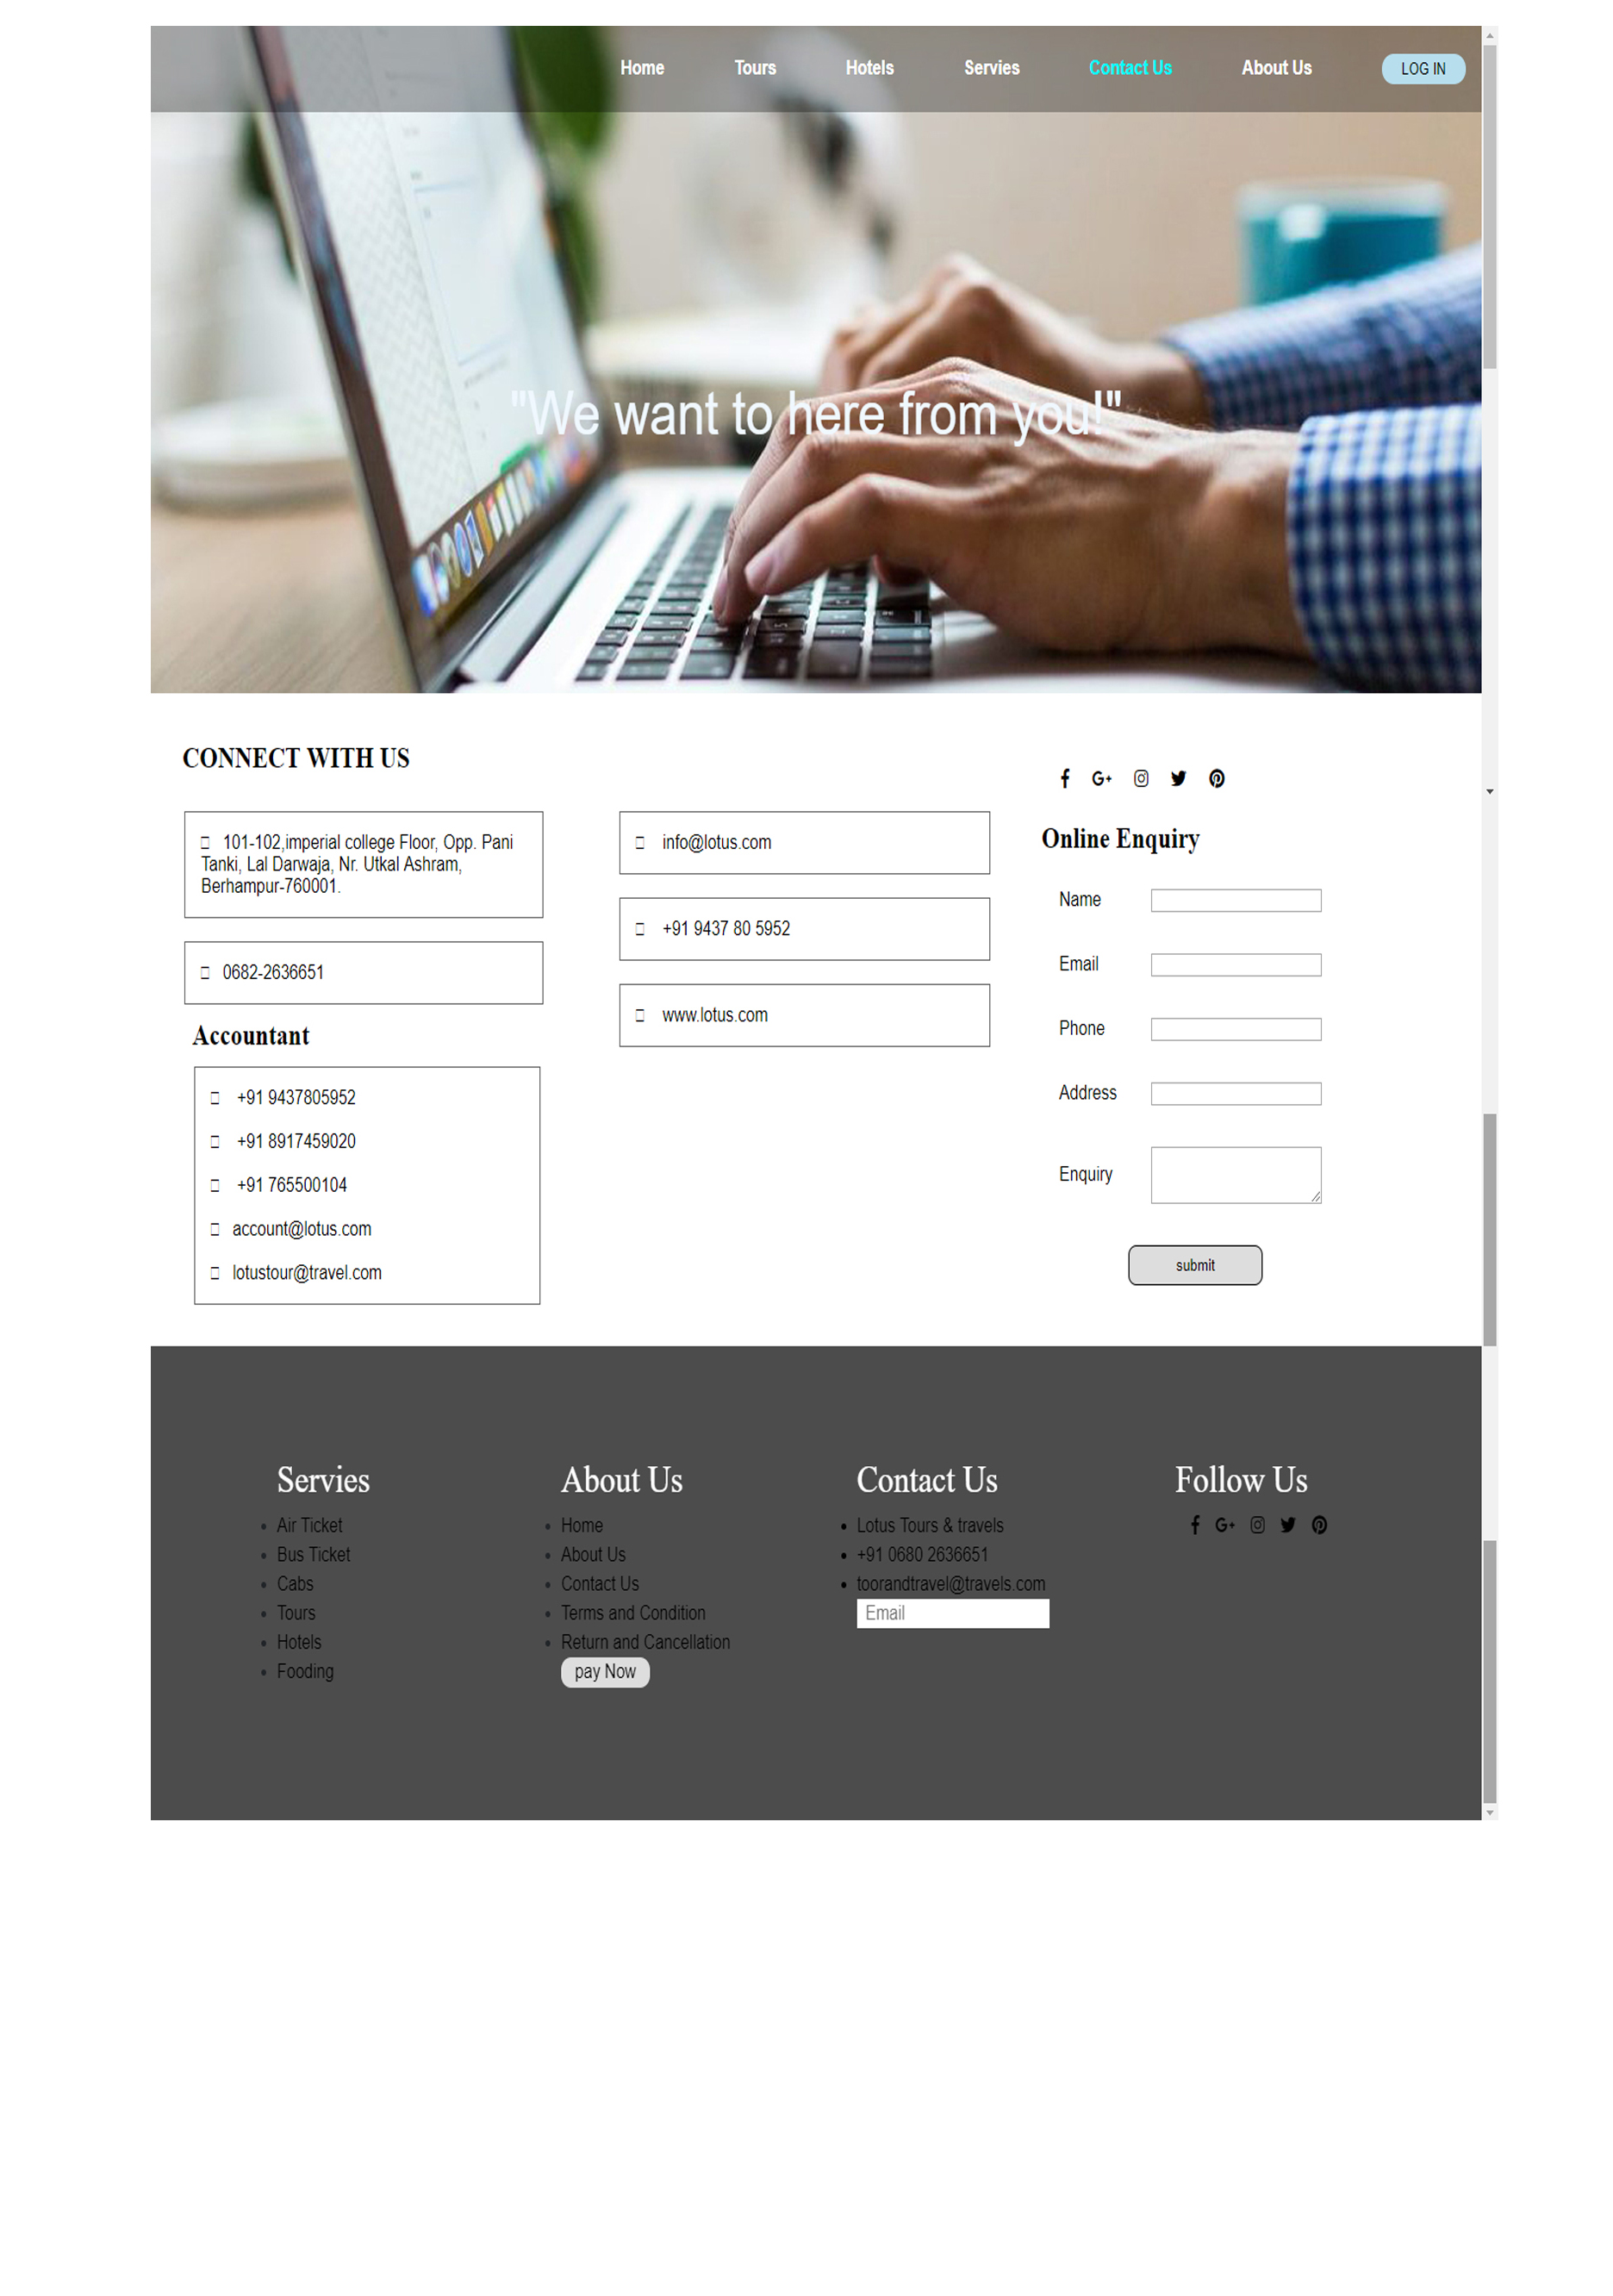 Home Tours Hotels Servies Contact Us About Us LOG IN
"We want to here from you!"
CONNECT WITH US
101-102,imperial college Floor, Opp. Pani
Tanki, Lal Darwaja, Nr. Utkal Ashram,
Berhampur-760001.
0682-2636651
Accountant
+91 9437805952
+91 8917459020
+91 765500104
account@lotus.com
lotustour@travel.com
info@lotus.com
+91 9437 80 5952
www.lotus.com
Online Enquiry
Name
Email
Phone
Address
Enquiry
submit
Servies
Air Ticket
Bus Ticket
Cabs
Tours
Hotels
Fooding
About Us
Home
About Us
Contact Us
Terms and Condition
Return and Cancellation
pay Now
Contact Us
Lotus Tours & travels
+91 0680 2636651
toorandtravel@travels.com
Email
Follow Us